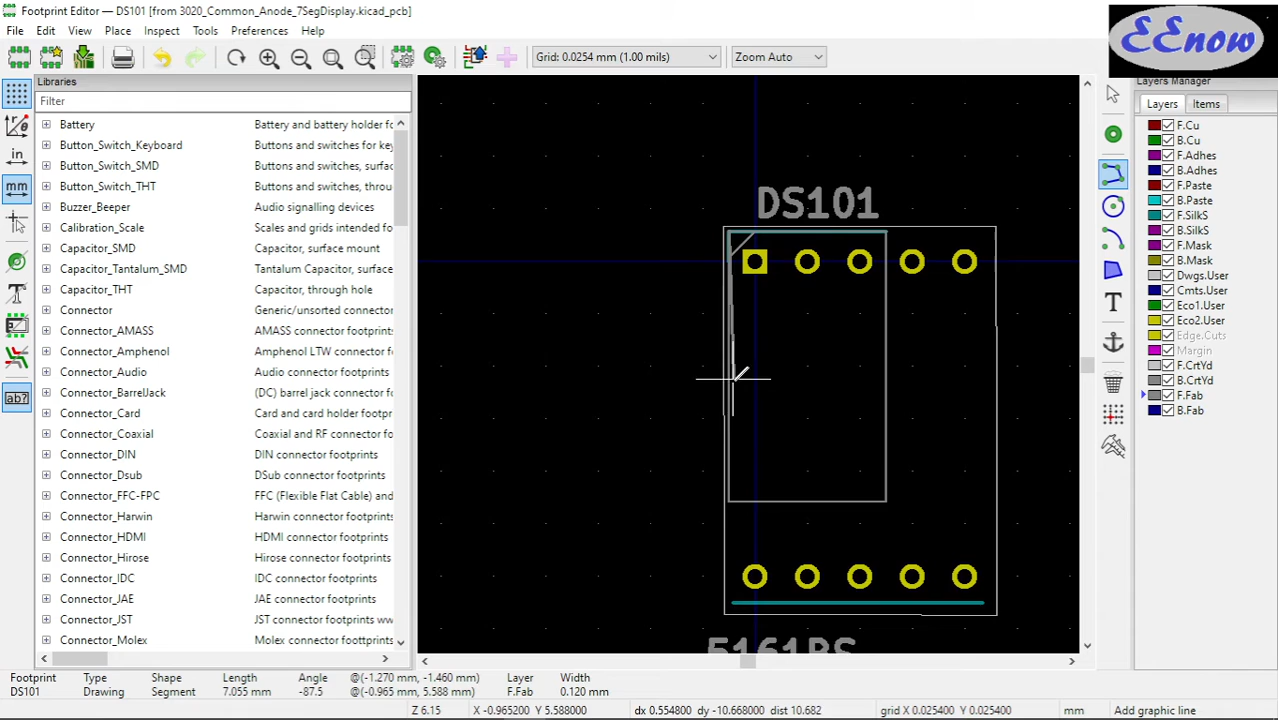 Footprint Editor — DS101 [from 3020_Common_Anode_7SegDisplay.kicad_pcb]
EEnow
File Edit View Place Inspect Tools Preferences Help
Grid: 0.0254 mm (1.00 mils) Zoom Auto
Libraries
Layers Manager
Filter
Layers Items
Battery Battery and battery holder fo
Button_Switch_Keyboard Buttons and switches for key
Button_Switch_SMD Buttons and switches, surfac
Button_Switch_THT Buttons and switches, throu
Buzzer_Beeper Audio signalling devices
Calibration_Scale Scales and grids intended fo
Capacitor_SMD Capacitor, surface mount
Capacitor_Tantalum_SMD Tantalum Capacitor, surface
Capacitor_THT Capacitor, through hole
Connector Generic/unsorted connector
Connector_AMASS AMASS connector footprints
Connector_Amphenol Amphenol LTW connector
Connector_Audio Audio connector footprints
Connector_BarrelJack (DC) barrel jack connector f
Connector_Card Card and card holder footpr
Connector_Coaxial Coaxial and RF connector fo
Connector_DIN DIN connector footprints
Connector_Dsub DSub connector footprints
Connector_FFC-FPC FFC (Flexible Flat Cable) and
Connector_Harwin Harwin connector footprints
Connector_HDMI HDMI connector footprints
Connector_Hirose Hirose connector footprints
Connector_IDC IDC connector footprints
Connector_JAE JAE connector footprints
Connector_JST JST connector footprints ww
Connector_Molex Molex connector foottprints
in
mm
ab?
DS101
5161BS
F.Cu
B.Cu
F.Adhes
B.Adhes
F.Paste
B.Paste
F.SilkS
B.SilkS
F.Mask
B.Mask
Dwgs.User
Cmts.User
Eco1.User
Eco2.User
Edge.Cuts
Margin
F.CrtYd
B.CrtYd
F.Fab
B.Fab
Footprint Type Shape Length Angle @(-1.270 mm, -1.460 mm) Layer Width
DS101 Drawing Segment 7.055 mm -87.5 @(-0.965 mm, 5.588 mm) F.Fab 0.120 mm
Z 6.15 X -0.965200 Y 5.588000 dx 0.554800 dy -10.668000 dist 10.682 grid X 0.025400 Y 0.025400 mm Add graphic line